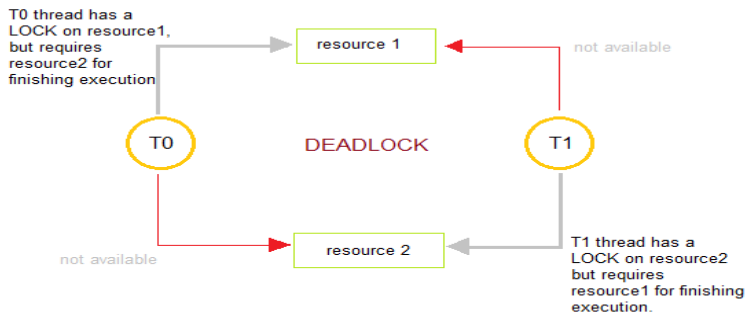 T0 thread has a
LOCK on resource1,
but requires
resource2 for
finishing execution
resource 1
not available
T0
DEADLOCK
T1
resource 2
not available
T1 thread has a
LOCK on resource2
but requires
resource1 for finishing
execution.